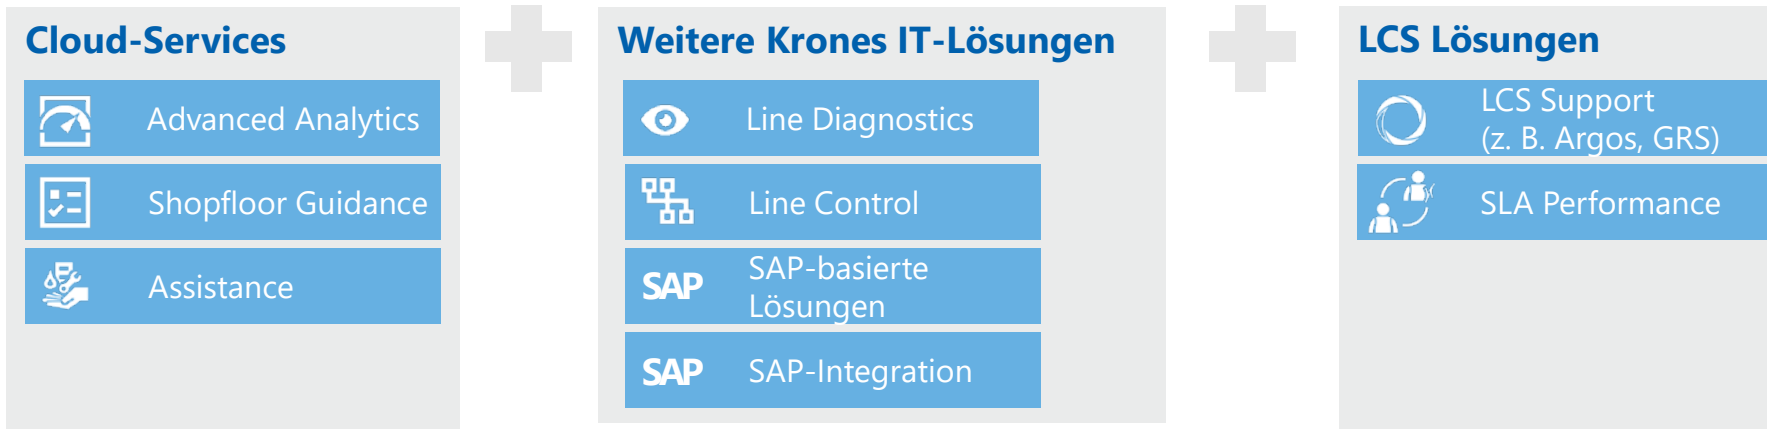 Cloud-Services
Advanced Analytics
Shopfloor Guidance
Assistance
Weitere Krones IT-Lösungen
Line Diagnostics
Line Control
SAP
SAP-basierte
Lösungen
SAP
SAP-Integration
LCS Lösungen
LCS Support
(z. B. Argos, GRS)
SLA Performance